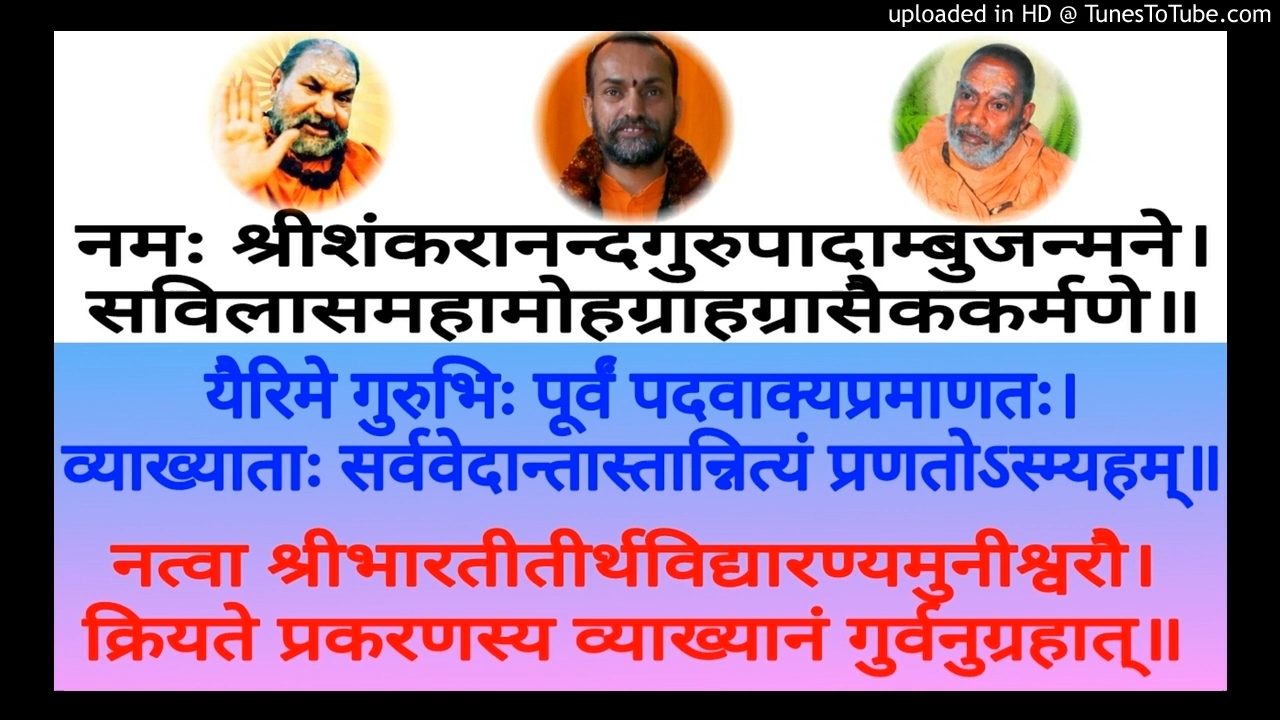 uploaded in HD @ TunesToTube.com
नमः श्रीशंकरानन्दगुरुपादाम्बुजन्मने।
सविलासमहामोहग्राहग्रासैककर्मणे॥
यैरिमे गुरुभिः पूर्वं पदवाक्यप्रमाणतः।
व्याख्याताः सर्ववेदान्तास्तान्नित्यं प्रणतोऽस्म्यहम्॥
नत्वा श्रीभारतीतीर्थविद्यारण्यमुनीश्वरौ।
क्रियते प्रकरणस्य व्याख्यानं गुर्वनुग्रहात्॥